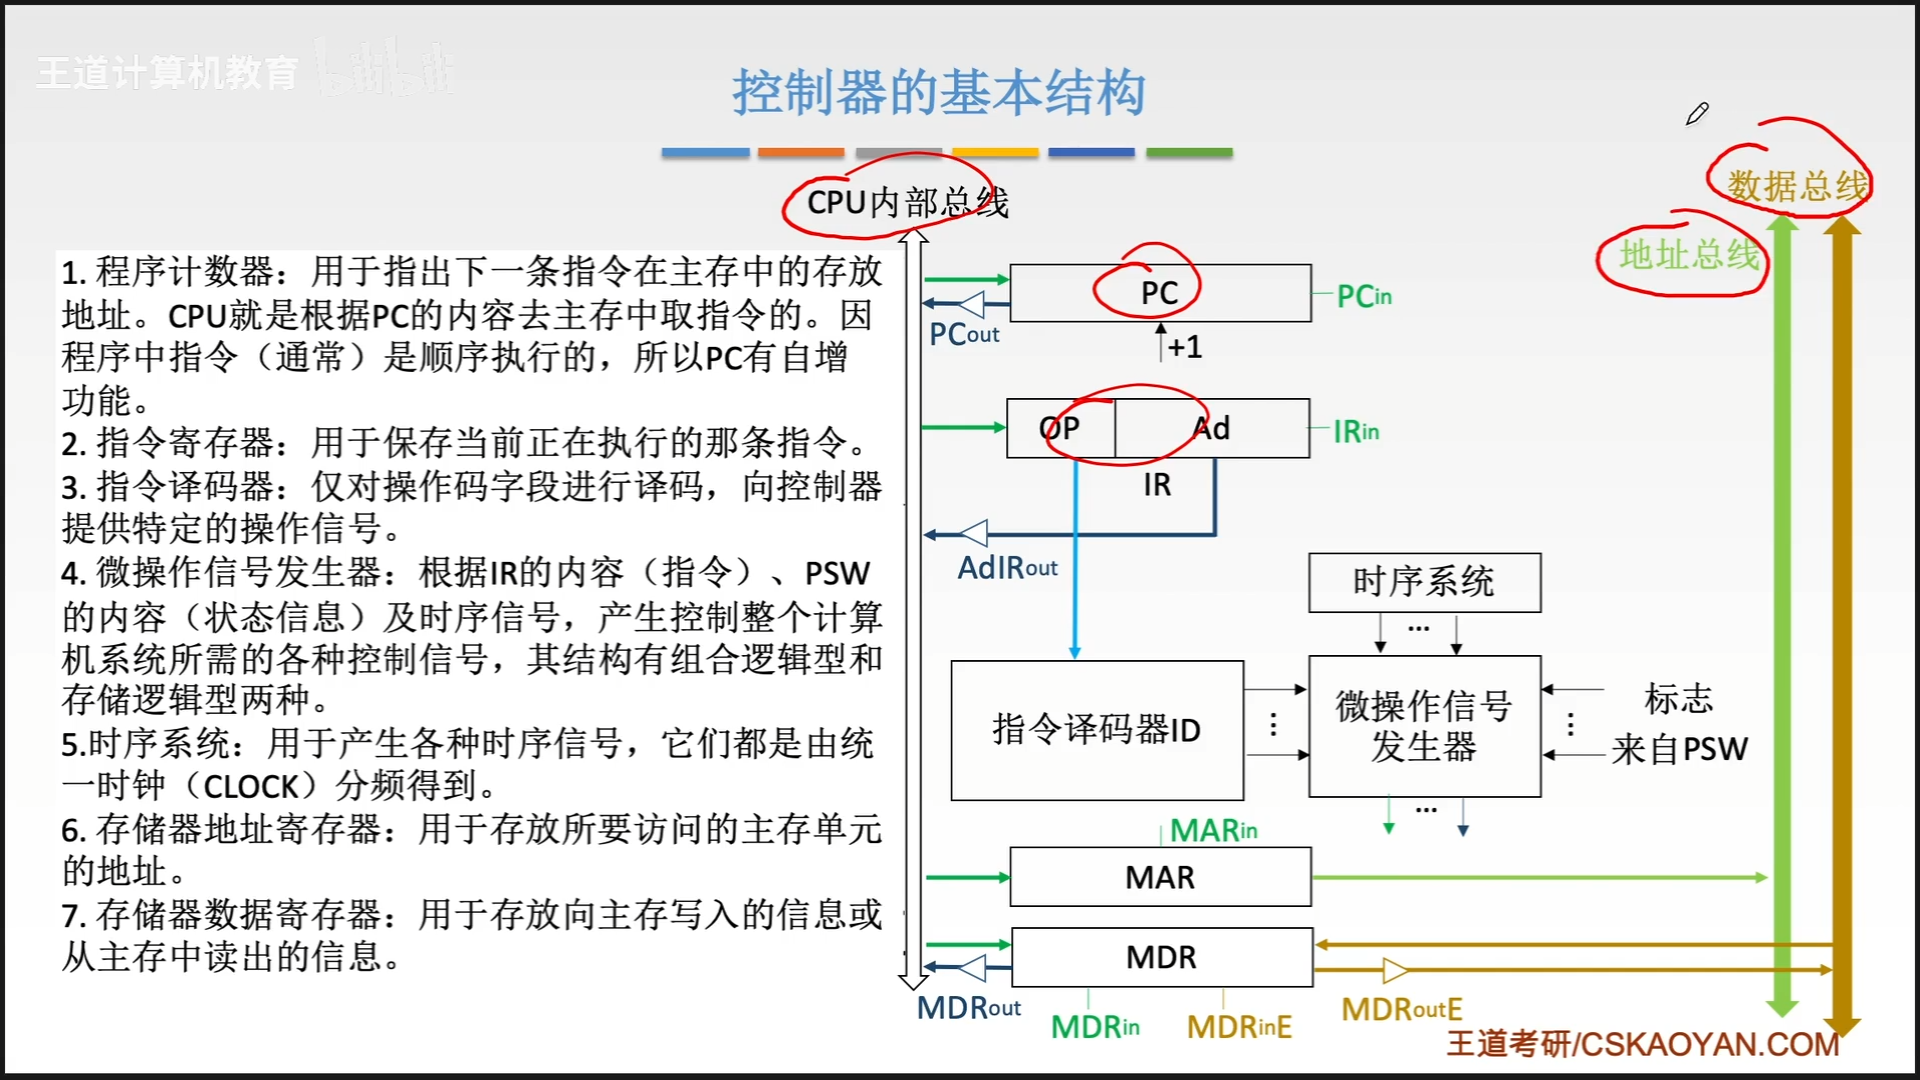 王道计算机教育 bilibili
控制器的基本结构
数据总线
CPU内部总线
地址总线
1. 程序计数器：用于指出下一条指令在主存中的存放
地址。CPU就是根据PC的内容去主存中取指令的。因
程序中指令（通常）是顺序执行的，所以PC有自增
功能。
2. 指令寄存器：用于保存当前正在执行的那条指令。
3. 指令译码器：仅对操作码字段进行译码，向控制器
提供特定的操作信号。
4. 微操作信号发生器：根据IR的内容（指令）、PSW
的内容（状态信息）及时序信号，产生控制整个计算
机系统所需的各种控制信号，其结构有组合逻辑型和
存储逻辑型两种。
5.时序系统：用于产生各种时序信号，它们都是由统
一时钟（CLOCK）分频得到。
6. 存储器地址寄存器：用于存放所要访问的主存单元
的地址。
7. 存储器数据寄存器：用于存放向主存写入的信息或
从主存中读出的信息。
PC
PCin
PCout
+1
OP Ad
IRin
IR
AdIRout
时序系统
...
指令译码器ID
...
微操作信号
发生器
...
标志
来自PSW
...
MARin
MAR
MDR
MDRout
MDRin
MDRinE
MDRoutE
王道考研/CSKAOYAN.COM